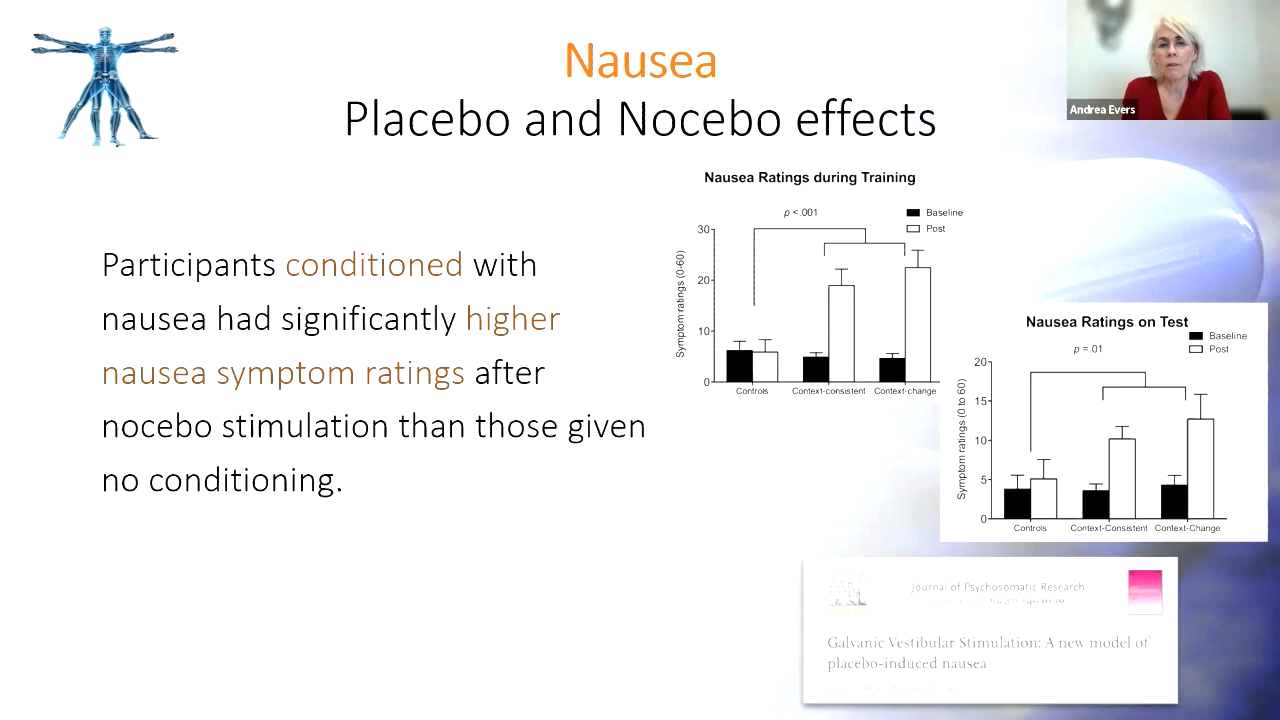 Nausea
Placebo and Nocebo effects
Andrea Evers
Participants conditioned with
nausea had significantly higher
nausea symptom ratings after
nocebo stimulation than those given
no conditioning.
Nausea Ratings during Training
p <.001
Baseline
Post
Symptom ratings (0-60)
30
20
10
0
Controls
Context-consistent
Context-change
Nausea Ratings on Test
Baseline
p =.01
Post
Symptom ratings (0 to 60)
20
15
10
5
0
Controls
Context-Consistent
Context-Change
Journal of Psychosomatic Research
Galvanic Vestibular Stimulation: A new model of
placebo-induced nausea